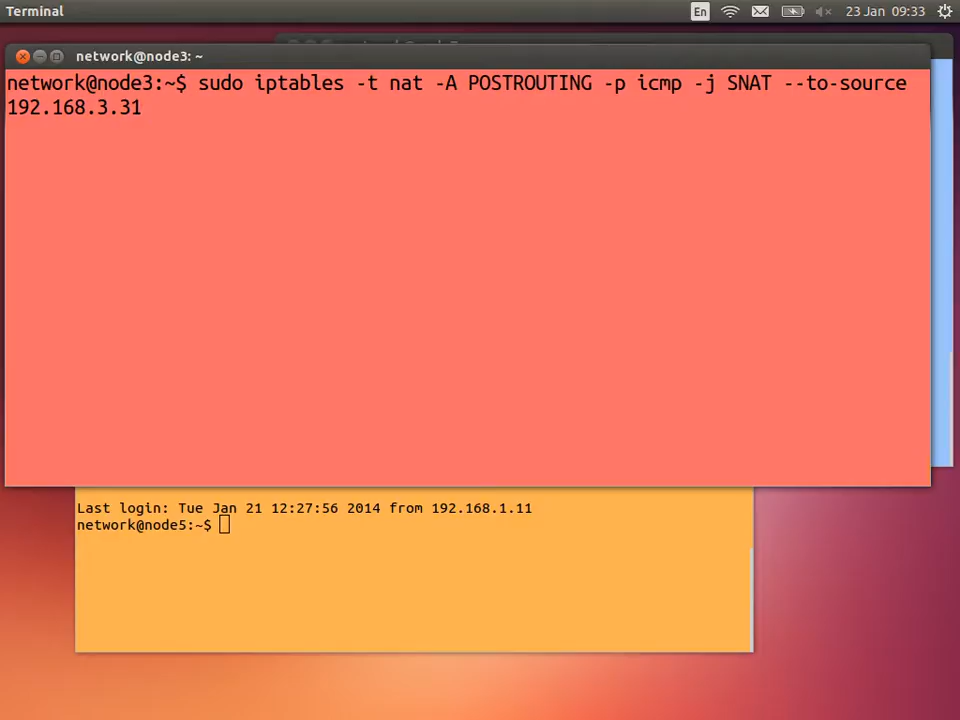 Terminal
En
23 Jan 09:33
network@node3: ~
network@node3:~$ sudo iptables -t nat -A POSTROUTING -p icmp -j SNAT --to-source
192.168.3.31
Last login: Tue Jan 21 12:27:56 2014 from 192.168.1.11
network@node5:~$